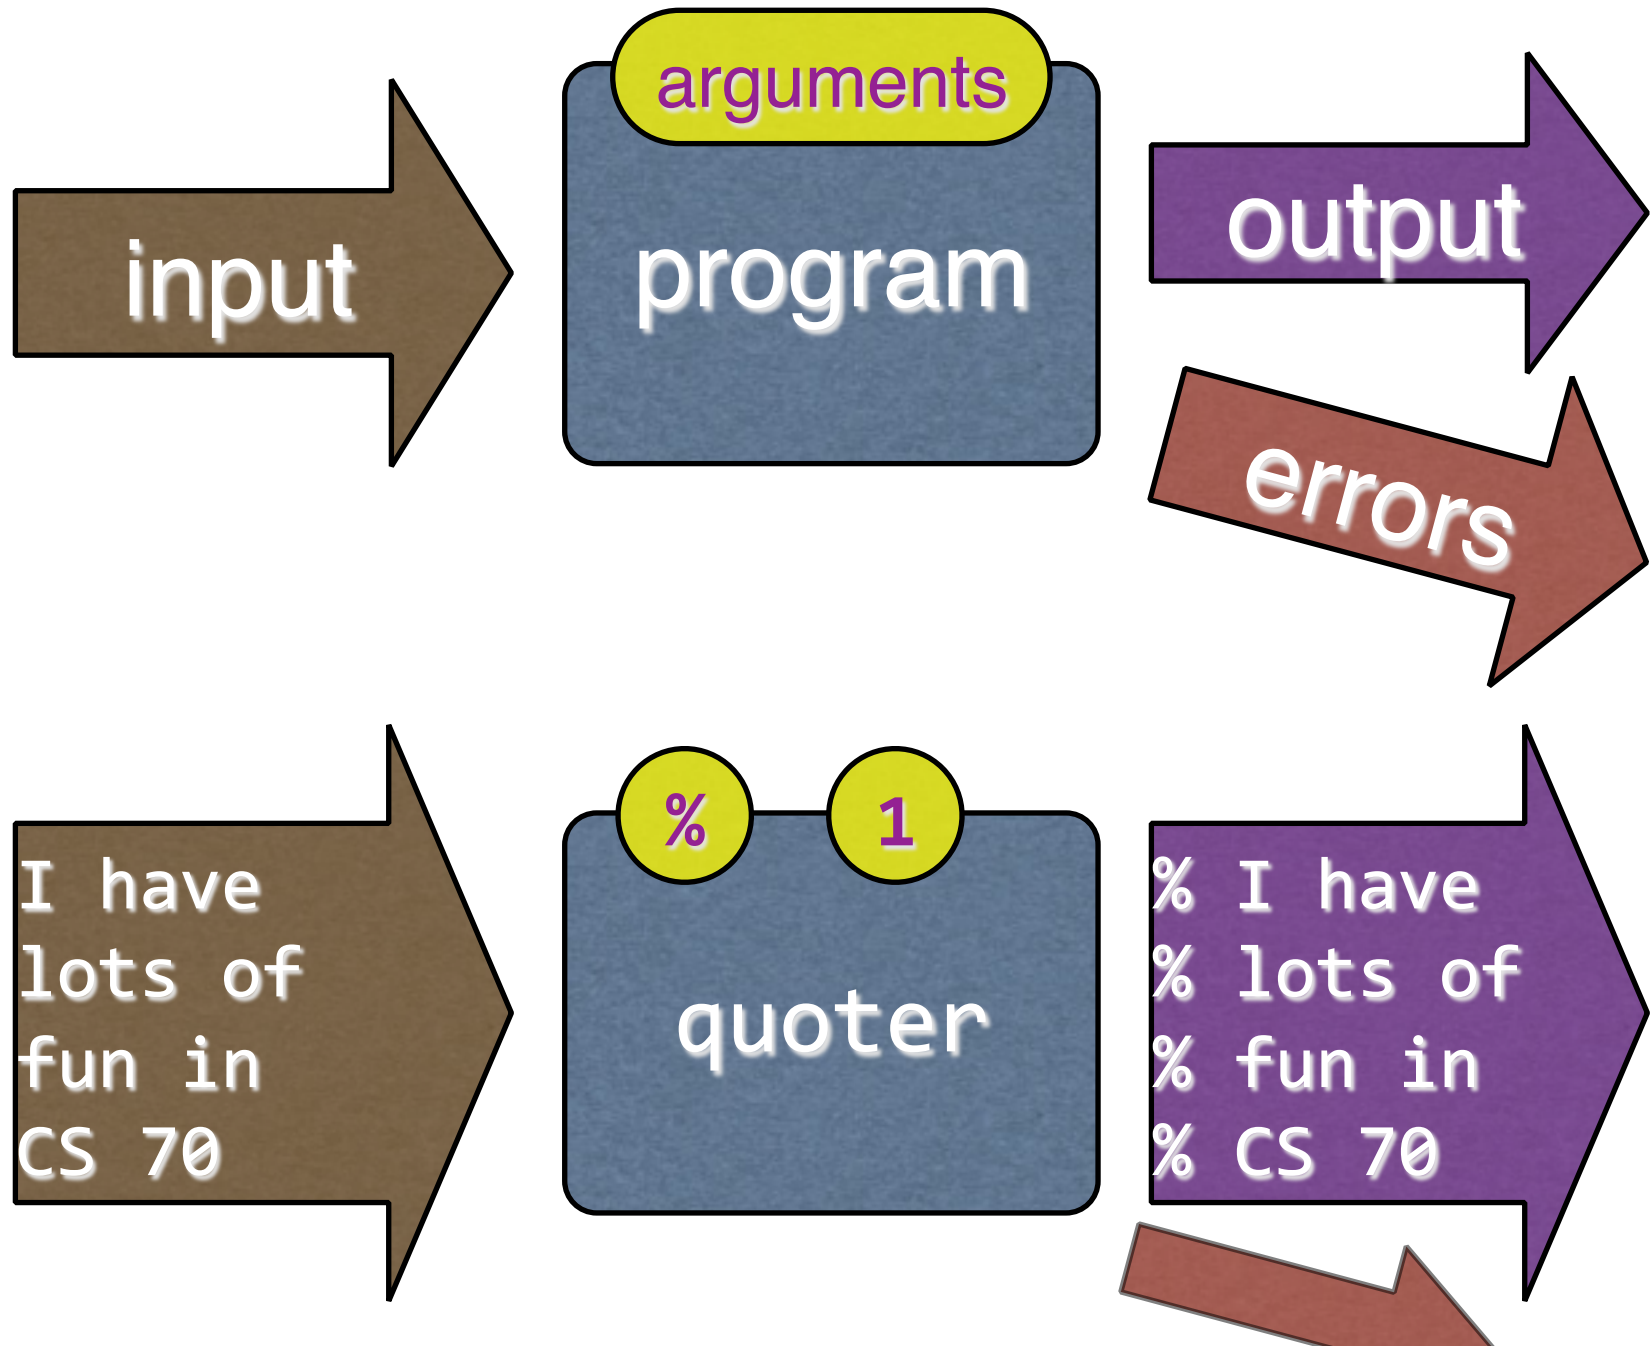 arguments
input
program
output
errors
% 1
I have
lots of
fun in
CS 70
quoter
% I have
% lots of
% fun in
% CS 70